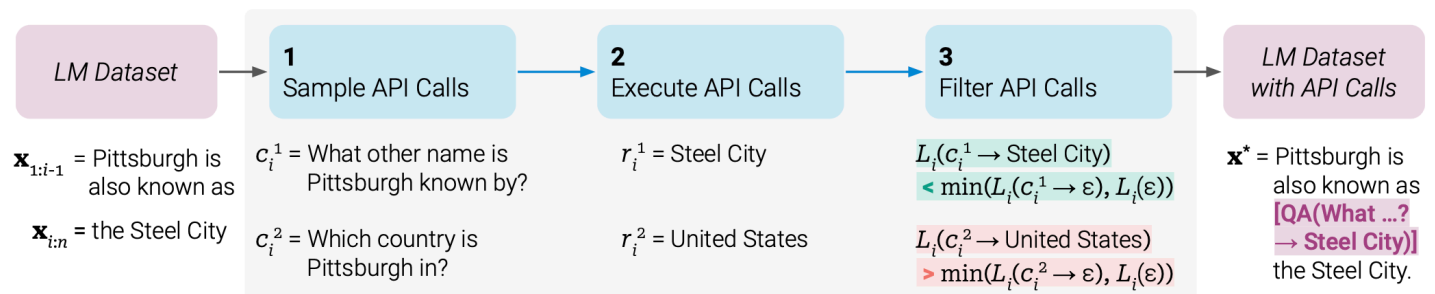 LM Dataset
1
Sample API Calls
2
Execute API Calls
3
Filter API Calls
LM Dataset
with API Calls
x1:i-1 = Pittsburgh is
also known as
xi:n = the Steel City
ci1 = What other name is
Pittsburgh known by?
ci2 = Which country is
Pittsburgh in?
ri1 = Steel City
ri2 = United States
Li(ci1 → Steel City)
< min(Li(ci1 → ε), Li(ε))
Li(ci2 → United States)
> min(Li(ci2 → ε), Li(ε))
x* = Pittsburgh is
also known as
[QA(What ...?
→ Steel City)]
the Steel City.